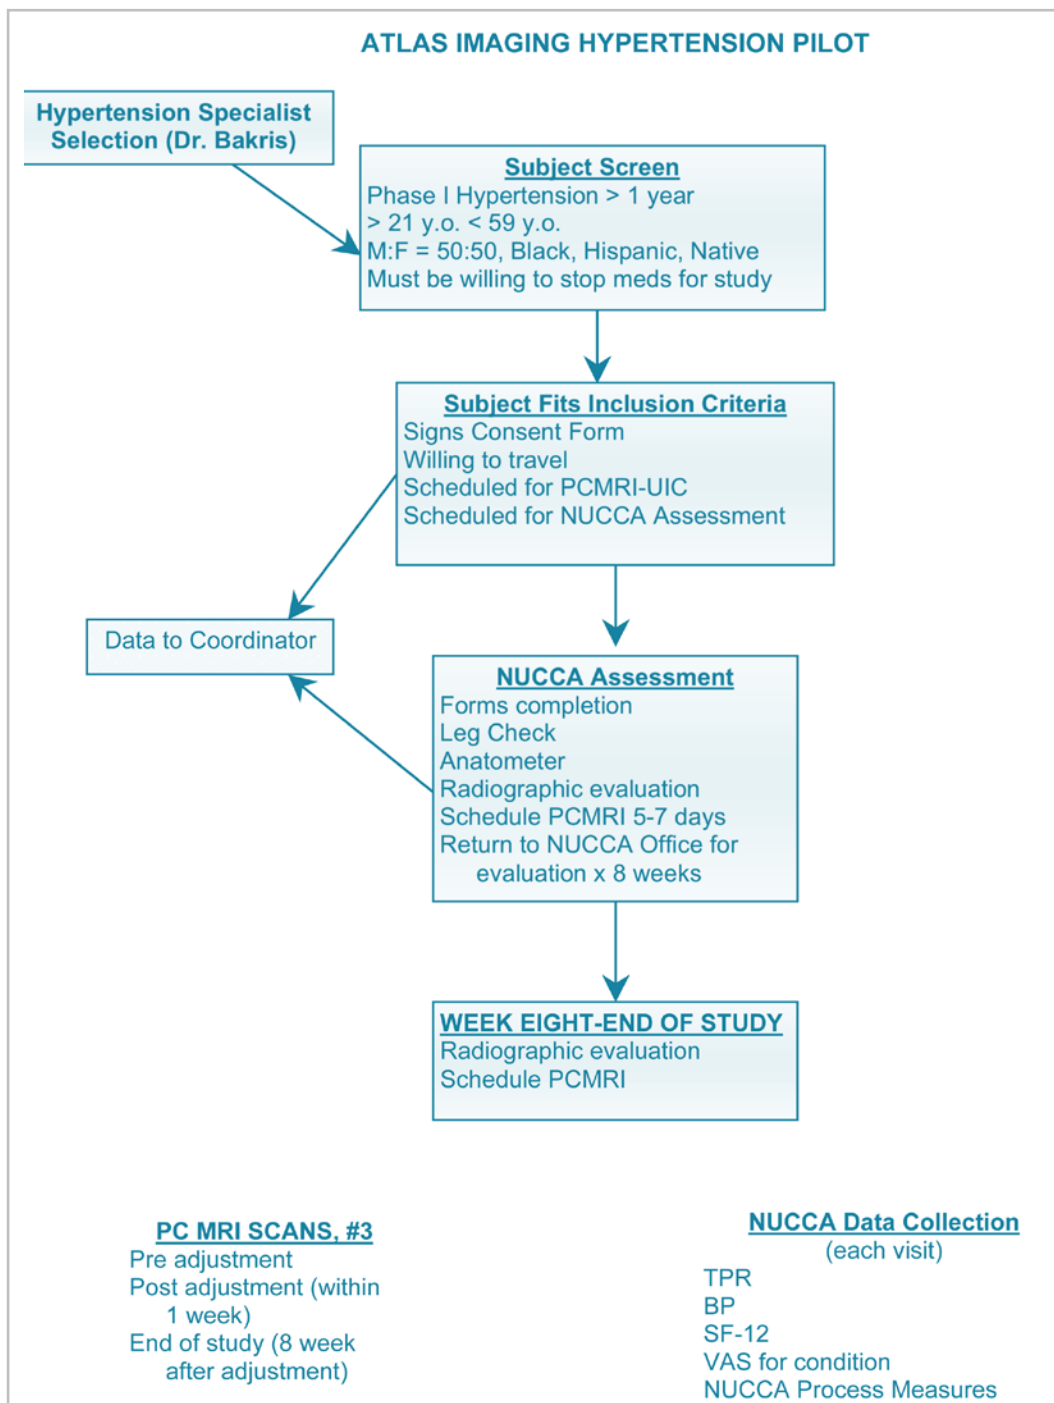 ATLAS IMAGING HYPERTENSION PILOT
Hypertension Specialist
Selection (Dr. Bakris)
Subject Screen
Phase I Hypertension > 1 year
> 21 y.o. < 59 y.o.
M:F = 50:50, Black, Hispanic, Native
Must be willing to stop meds for study
Subject Fits Inclusion Criteria
Signs Consent Form
Willing to travel
Scheduled for PCMRI-UIC
Scheduled for NUCCA Assessment
Data to Coordinator
NUCCA Assessment
Forms completion
Leg Check
Anatometer
Radiographic evaluation
Schedule PCMRI 5-7 days
Return to NUCCA Office for
evaluation x 8 weeks
WEEK EIGHT-END OF STUDY
Radiographic evaluation
Schedule PCMRI
PC MRI SCANS, #3
Pre adjustment
Post adjustment (within
1 week)
End of study (8 week
after adjustment)
NUCCA Data Collection
(each visit)
TPR
BP
SF-12
VAS for condition
NUCCA Process Measures